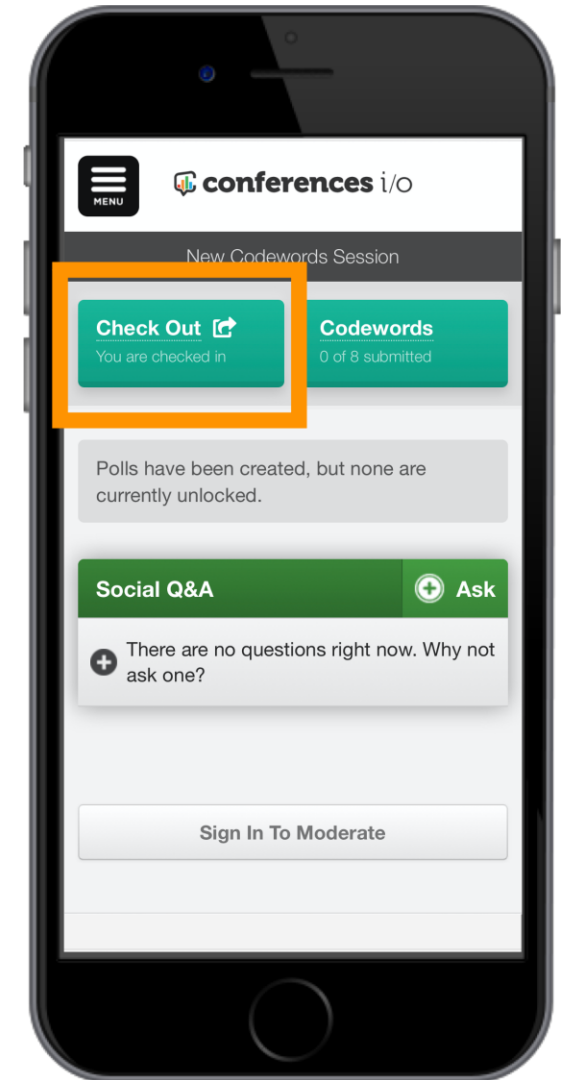 MENU
conferences i/o
New Codewords Session
Check Out
You are checked in
Codewords
0 of 8 submitted
Polls have been created, but none are
currently unlocked.
Social Q&A
Ask
There are no questions right now. Why not
ask one?
Sign In To Moderate